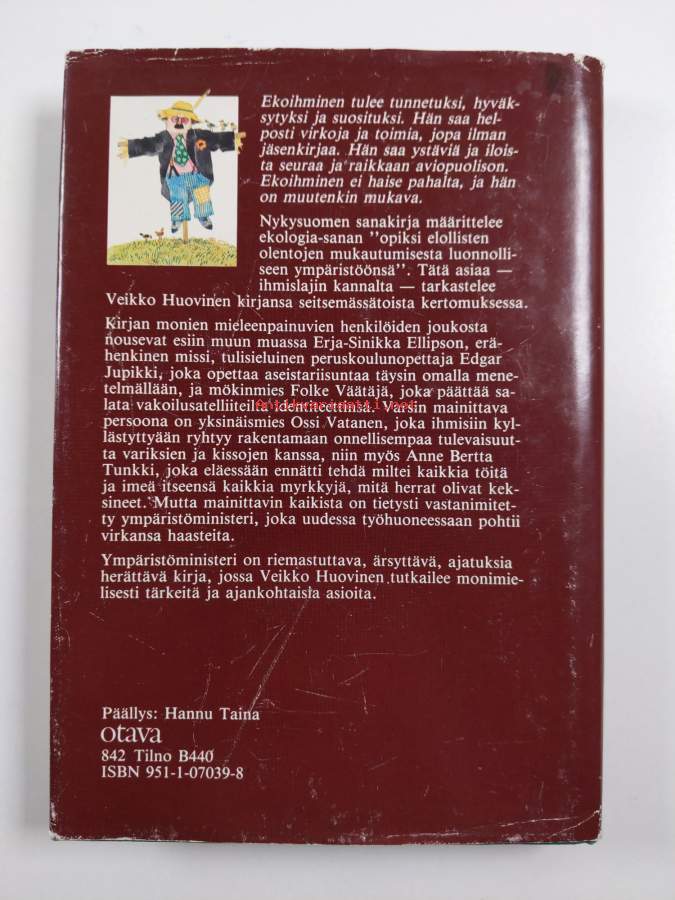 Ekoihminen tulee tunnetuksi, hyväk-
sytyksi ja suosituksi. Hän saa hel-
posti virkoja ja toimia, jopa ilman
jäsenkirjaa. Hän saa ystäviä ja ilois-
ta seuraa ja raikkaan aviopuolison.
Ekoihminen ei haise pahalta, ja hän
on muutenkin mukava.
Nykysuomen sanakirja määrittelee
ekologia-sanan ”opiksi elollisten
olentojen mukautumisesta luonnolli-
seen ympäristöönsä”. Tätä asiaa —
ihmislajin kannalta — tarkastelee
Veikko Huovinen kirjansa seitsemässätoista kertomuksessa.
Kirjan monien mieleenpainuvien henkilöiden joukosta
nousevat esiin muun muassa Erja-Sinikka Ellipson, erä-
henkinen missi, tulisieluinen peruskoulunopettaja Edgar
Jupikki, joka opettaa aseistariisuntaa täysin omalla mene-
telmällään, ja mökinmies Folke Väätäjä, joka päättää sa-
lata vakoilusatelliiteilta identiteettinsä. Varsin mainittava
persoona on yksinäismies Ossi Vatanen, joka ihmisiin kyl-
lästyttyään ryhtyy rakentamaan onnellisempaa tulevaisuut-
ta variksien ja kissojen kanssa, niin myös Anne Bertta
Tunkki, joka eläessään ennätti tehdä miltei kaikkia töitä
ja imeä itseensä kaikkia myrkkyjä, mitä herrat olivat kek-
sineet. Mutta mainittavin kaikista on tietysti vastanimitet-
ty ympäristöministeri, joka uudessa työhuoneessaan pohtii
virkansa haasteita.
Ympäristöministeri on riemastuttava, ärsyttävä, ajatuksia
herättävä kirja, jossa Veikko Huovinen tutkailee monimie-
lisesti tärkeitä ja ajankohtaisia asioita.
Päällys: Hannu Taina
otava
842 Tilno B440
ISBN 951-1-07039-8